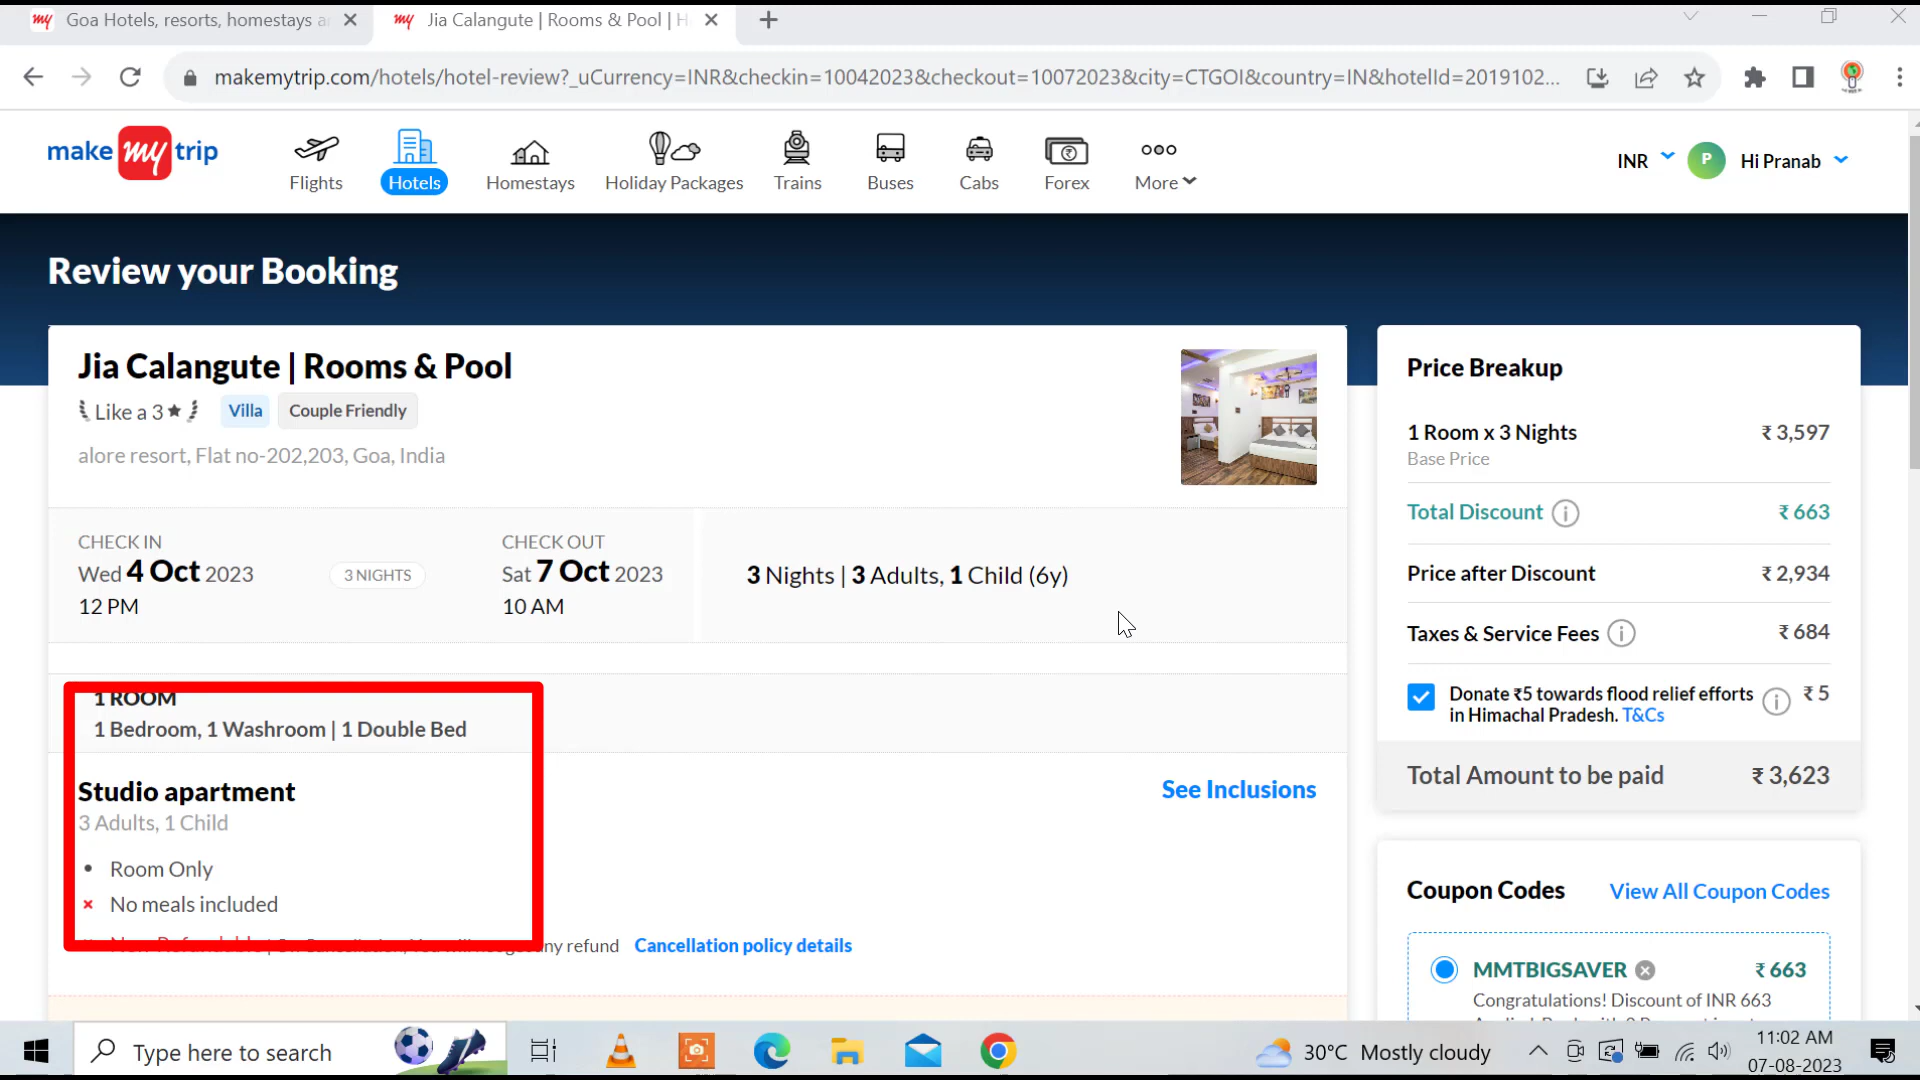 my Goa Hotels, resorts, homestays a
my Jia Calangute | Rooms & Pool | H
makemytrip.com/hotels/hotel-review?_uCurrency=INR&checkin=10042023&checkout=10072023&city=CTGOI&country=IN&hotelId=2019102...
make my trip
Flights
Hotels
Homestays
Holiday Packages
Trains
Buses
Cabs
Forex
More
INR
P
Hi Pranab
Review your Booking
Jia Calangute | Rooms & Pool
Like a 3★
Villa
Couple Friendly
alore resort, Flat no-202,203, Goa, India
CHECK IN
Wed 4 Oct 2023
12 PM
3 NIGHTS
CHECK OUT
Sat 7 Oct 2023
10 AM
3 Nights | 3 Adults, 1 Child (6y)
1 ROOM
1 Bedroom, 1 Washroom | 1 Double Bed
Studio apartment
See Inclusions
3 Adults, 1 Child
• Room Only
× No meals included
any refund Cancellation policy details
Price Breakup
1 Room x 3 Nights ₹ 3,597
Base Price
Total Discount i ₹ 663
Price after Discount ₹ 2,934
Taxes & Service Fees i ₹ 684
Donate ₹5 towards flood relief efforts i ₹ 5
in Himachal Pradesh. T&Cs
Total Amount to be paid ₹ 3,623
Coupon Codes View All Coupon Codes
MMTBIGSAVER ₹ 663
Congratulations! Discount of INR 663
Type here to search
30°C Mostly cloudy
11:02 AM
07-08-2023